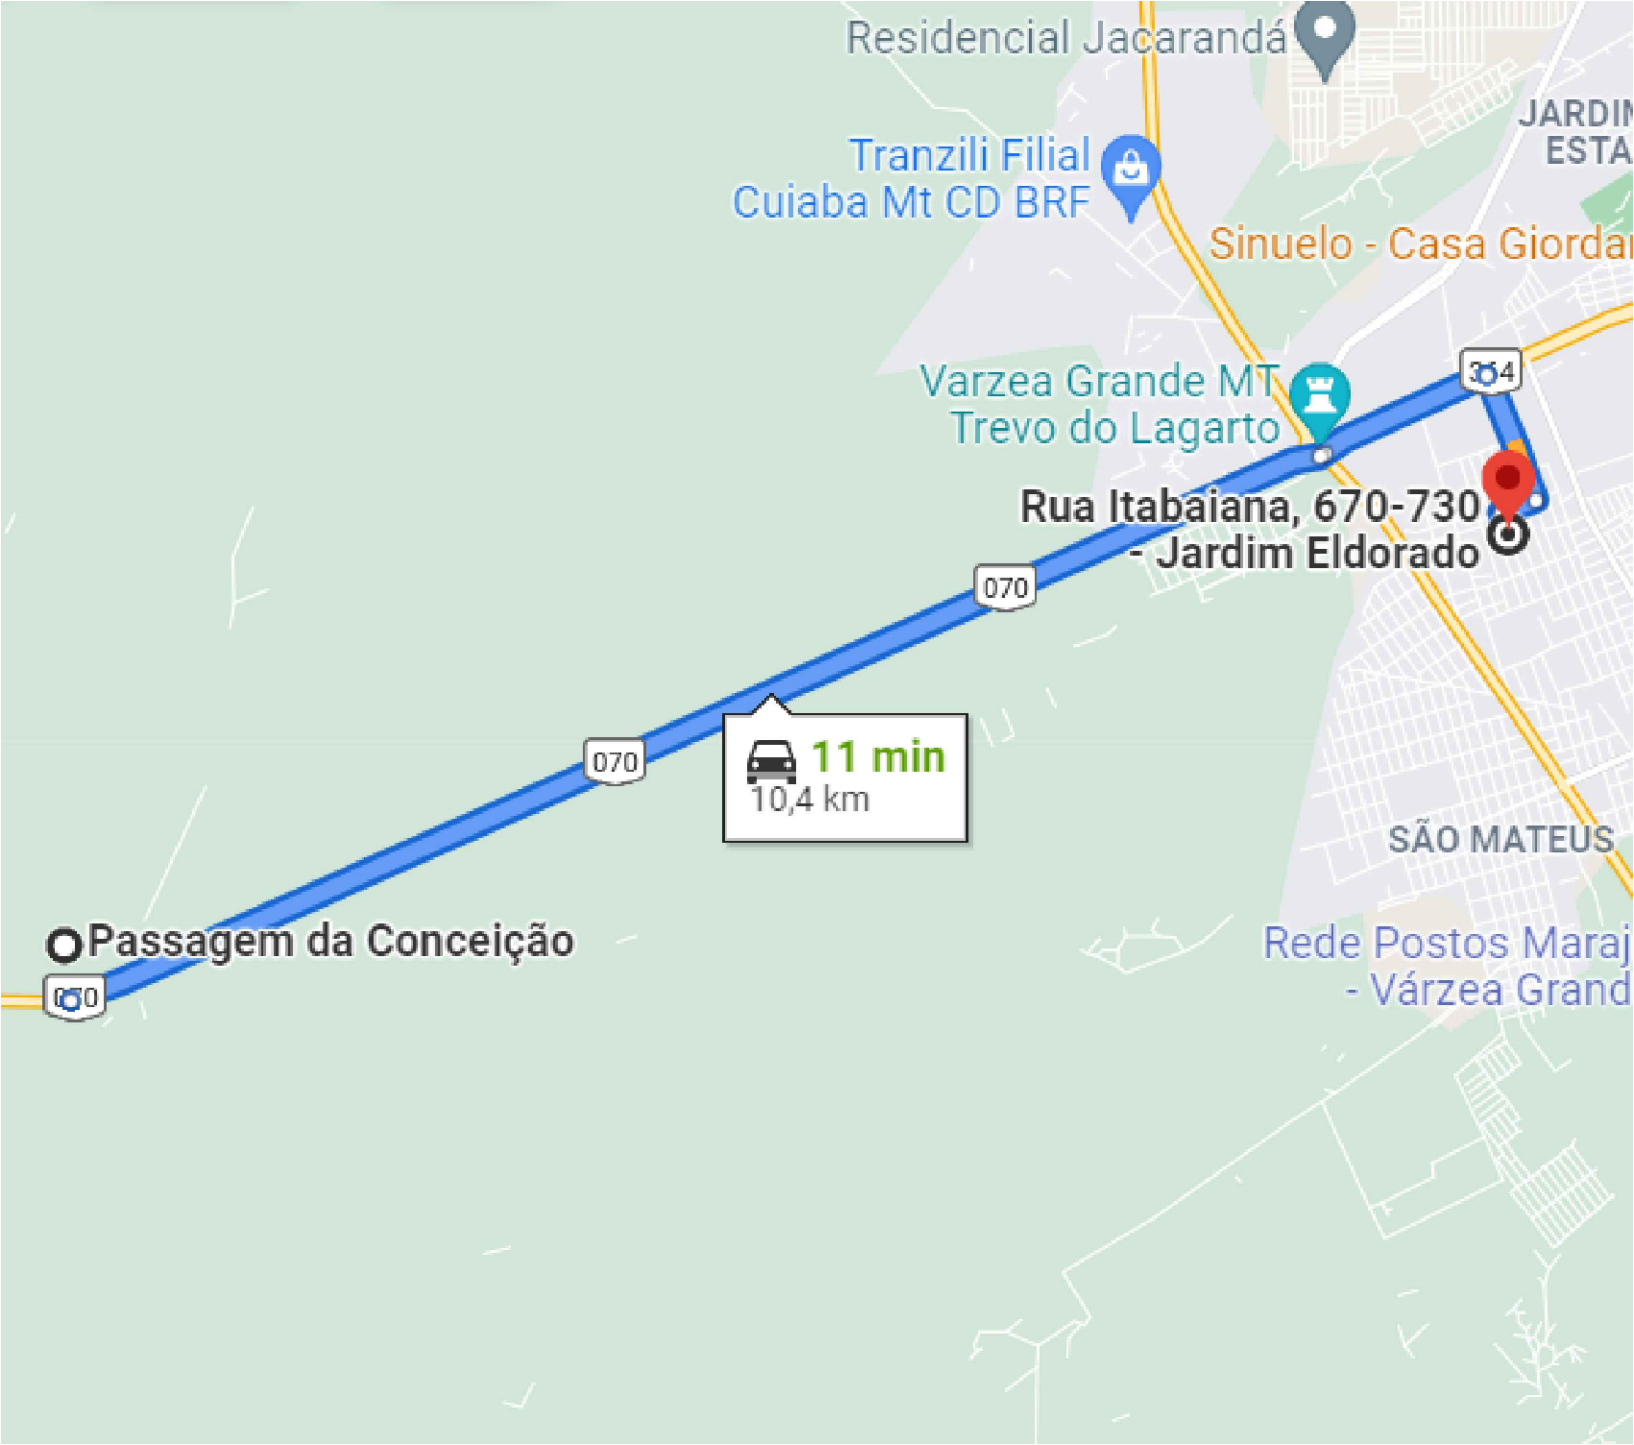 Residencial Jacarandá
JARDIM
ESTA
Tranzili Filial
Cuiaba Mt CD BRF
Sinuelo - Casa Giorda
Varzea Grande MT
Trevo do Lagarto
Rua Itabaiana, 670-730
- Jardim Eldorado
070
070
11 min
10,4 km
SÃO MATEUS
Passagem da Conceição
070
Rede Postos Maraj
- Várzea Grand